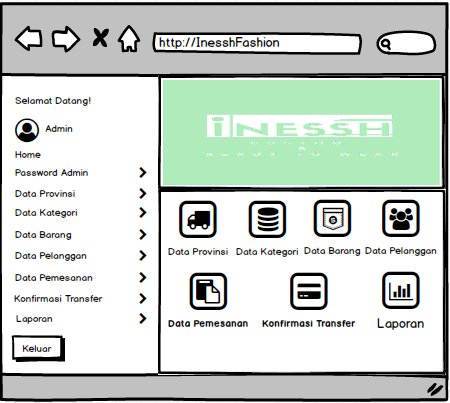 http://InesshFashion
Selamat Datang!
Admin
Home
Password Admin
Data Provinsi
Data Kategori
Data Barang
Data Pelanggan
Data Pemesanan
Konfirmasi Transfer
Laporan
Keluar
iNESSH
READY TO WEAR
Data Provinsi Data Kategori Data Barang Data Pelanggan
Data Pemesanan Konfirmasi Transfer Laporan